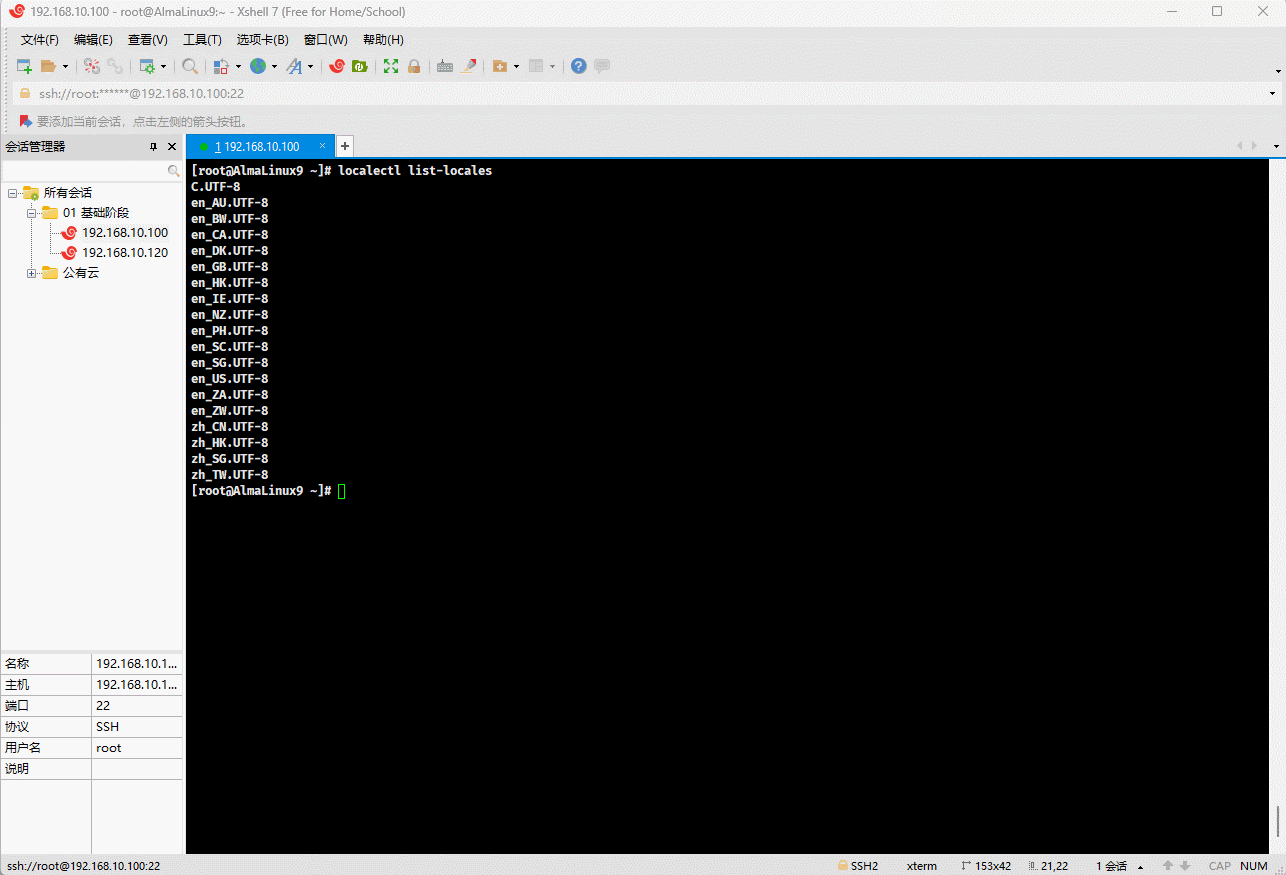 192.168.10.100 - root@AlmaLinux9:~ - Xshell 7 (Free for Home/School)
文件(F) 编辑(E) 查看(V) 工具(T) 选项卡(B) 窗口(W) 帮助(H)
ssh://root:******@192.168.10.100:22
要添加当前会话，点击左侧的箭头按钮。
会话管理器
1 192.168.10.100
所有会话
01 基础阶段
192.168.10.100
192.168.10.120
公有云
[root@AlmaLinux9 ~]# localectl list-locales
C.UTF-8
en_AU.UTF-8
en_BW.UTF-8
en_CA.UTF-8
en_DK.UTF-8
en_GB.UTF-8
en_HK.UTF-8
en_IE.UTF-8
en_NZ.UTF-8
en_PH.UTF-8
en_SC.UTF-8
en_SG.UTF-8
en_US.UTF-8
en_ZA.UTF-8
en_ZW.UTF-8
zh_CN.UTF-8
zh_HK.UTF-8
zh_SG.UTF-8
zh_TW.UTF-8
[root@AlmaLinux9 ~]#
名称 192.168.10.1...
主机 192.168.10.1...
端口 22
协议 SSH
用户名 root
说明
ssh://root@192.168.10.100:22 SSH2 xterm 153x42 21,22 1 会话 CAP NUM